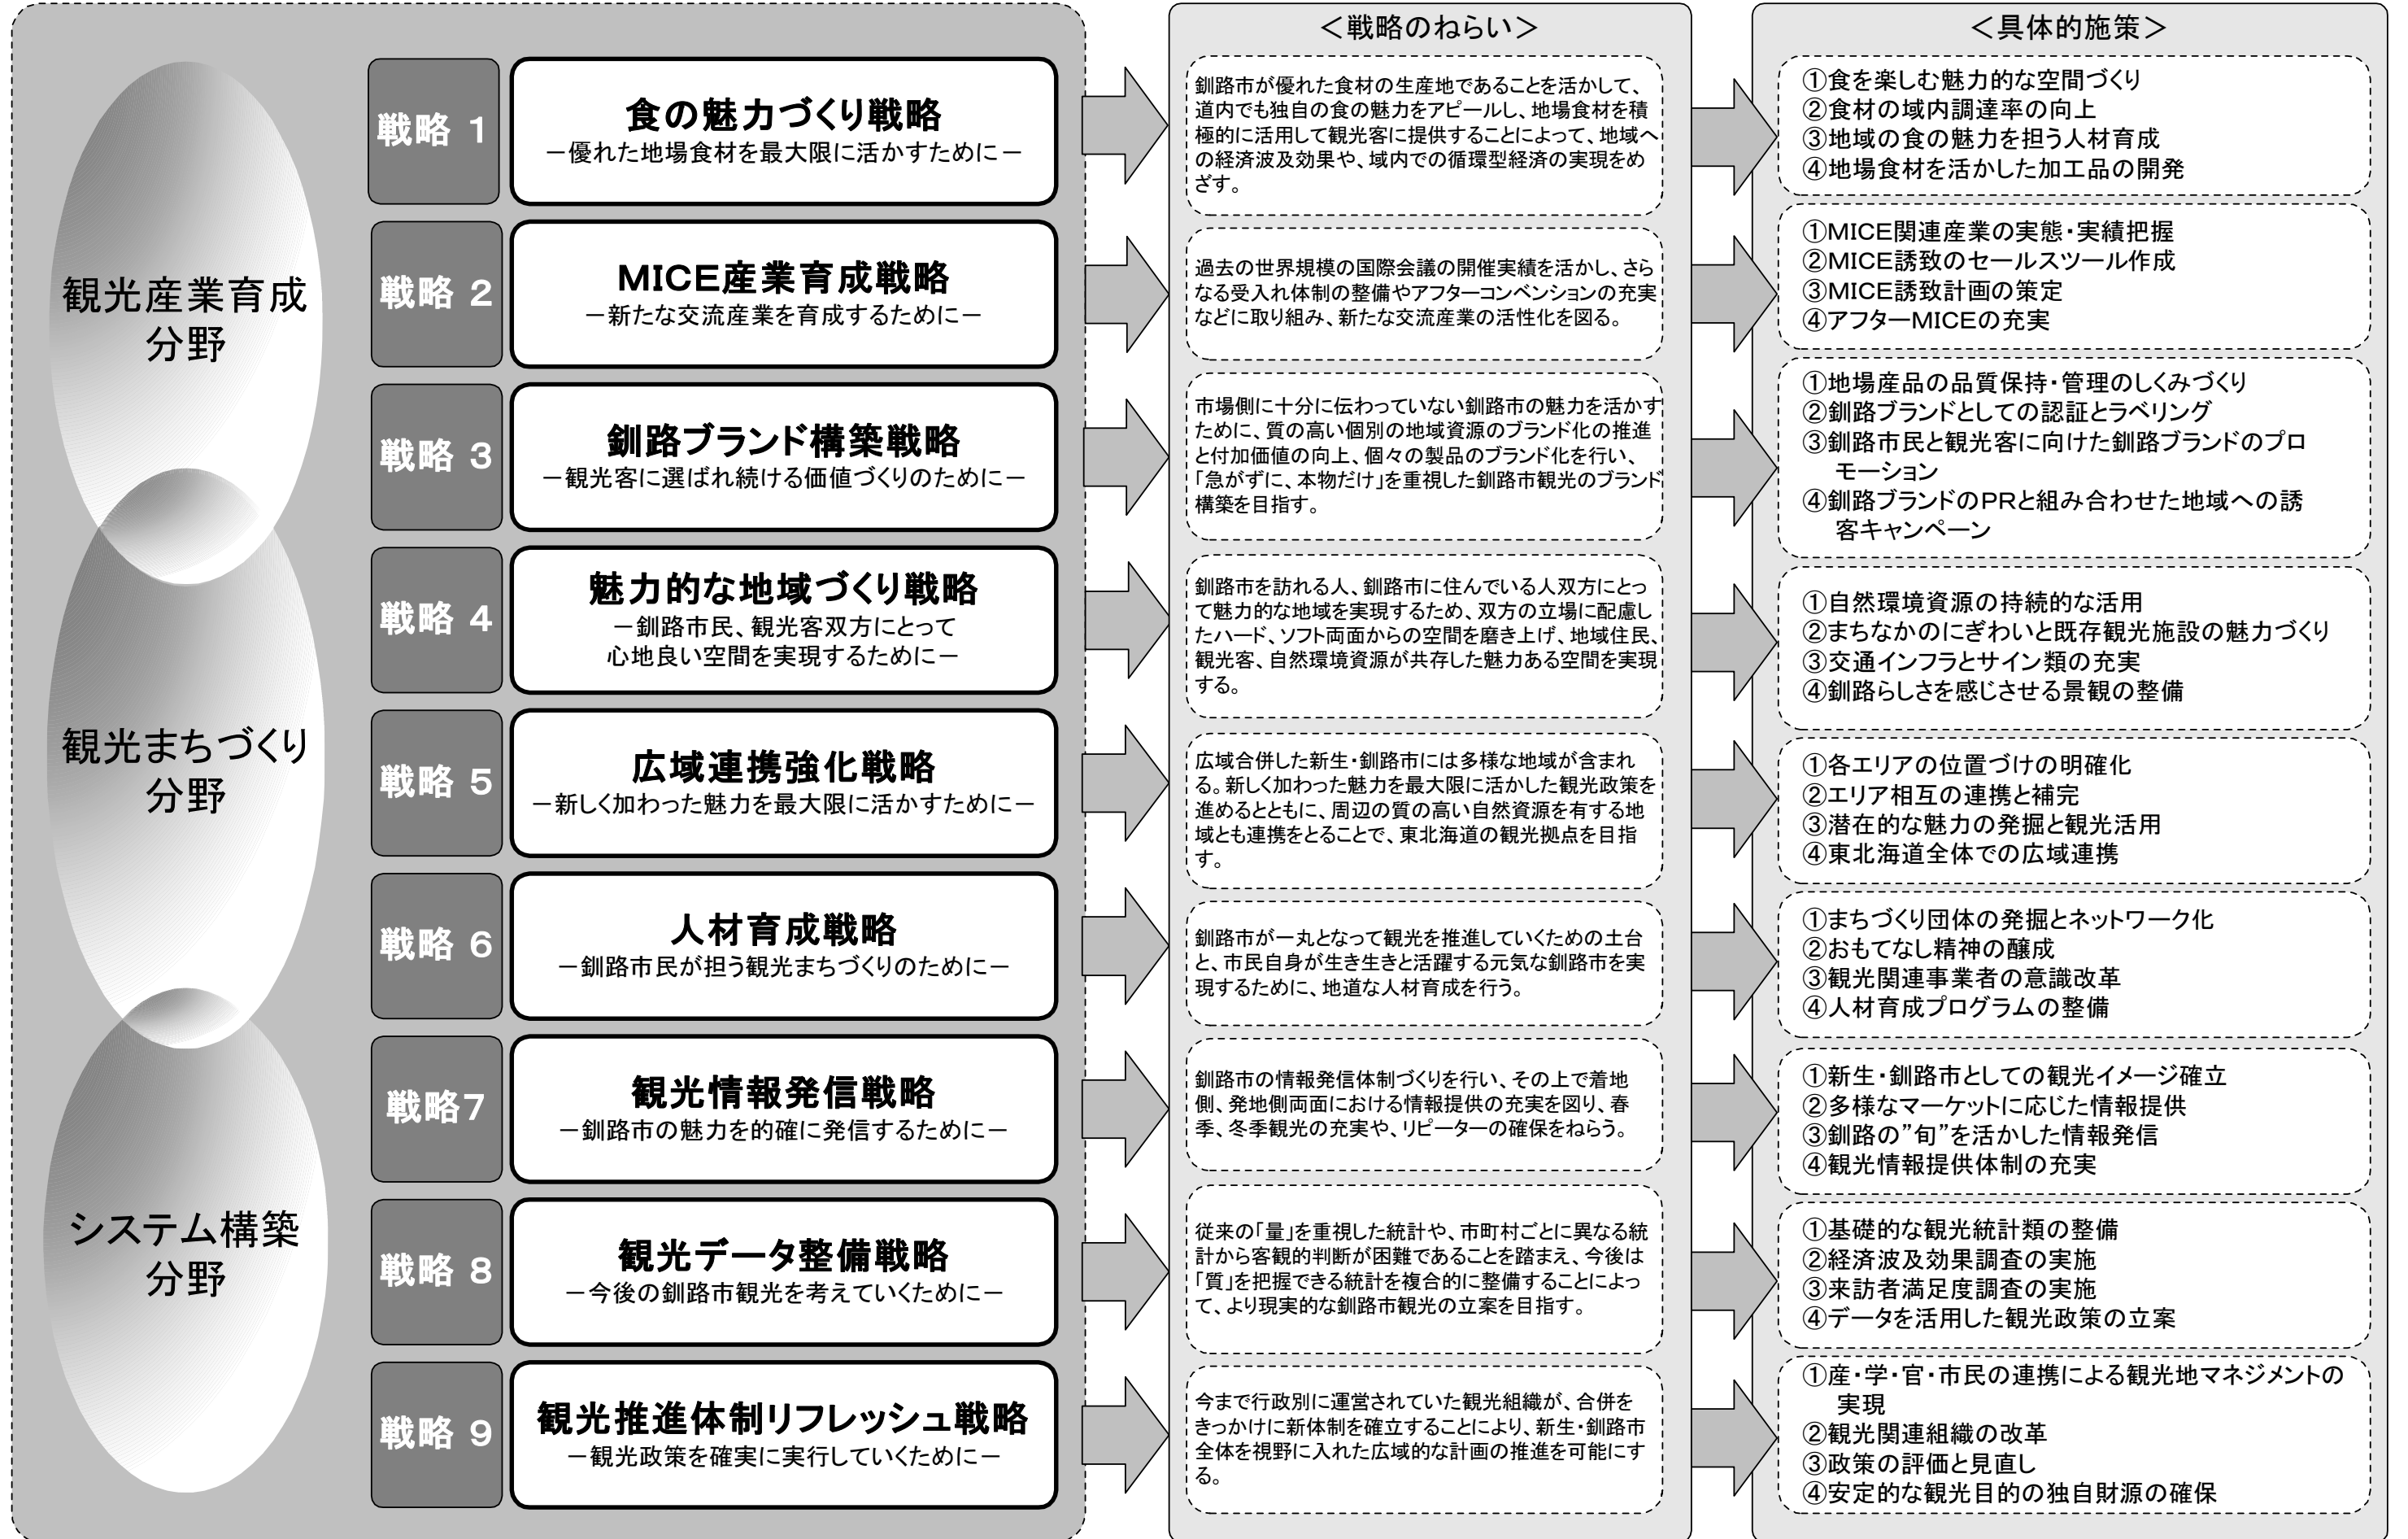 観光産業育成
分野
観光まちづくり
分野
システム構築
分野
戦略 1
食の魅力づくり戦略
－優れた地場食材を最大限に活かすために－
戦略 2
MICE産業育成戦略
－新たな交流産業を育成するために－
戦略 3
釧路ブランド構築戦略
－観光客に選ばれ続ける価値づくりのために－
戦略 4
魅力的な地域づくり戦略
－釧路市民、観光客双方にとって
心地良い空間を実現するために－
戦略 5
広域連携強化戦略
－新しく加わった魅力を最大限に活かすために－
戦略 6
人材育成戦略
－釧路市民が担う観光まちづくりのために－
戦略7
観光情報発信戦略
－釧路市の魅力を的確に発信するために－
戦略 8
観光データ整備戦略
－今後の釧路市観光を考えていくために－
戦略 9
観光推進体制リフレッシュ戦略
－観光政策を確実に実行していくために－
＜戦略のねらい＞
釧路市が優れた食材の生産地であることを活かして、
道内でも独自の食の魅力をアピールし、地場食材を積
極的に活用して観光客に提供することによって、地域へ
の経済波及効果や、域内での循環型経済の実現をめ
ざす。
過去の世界規模の国際会議の開催実績を活かし、さら
なる受入れ体制の整備やアフターコンベンションの充実
などに取り組み、新たな交流産業の活性化を図る。
市場側に十分に伝わっていない釧路市の魅力を活かす
ために、質の高い個別の地域資源のブランド化の推進
と付加価値の向上、個々の製品のブランド化を行い、
「急がずに、本物だけ」を重視した釧路市観光のブランド
構築を目指す。
釧路市を訪れる人、釧路市に住んでいる人双方にとっ
て魅力的な地域を実現するため、双方の立場に配慮し
たハード、ソフト両面からの空間を磨き上げ、地域住民、
観光客、自然環境資源が共存した魅力ある空間を実現
する。
広域合併した新生・釧路市には多様な地域が含まれ
る。新しく加わった魅力を最大限に活かした観光政策を
進めるとともに、周辺の質の高い自然資源を有する地
域とも連携をとることで、東北海道の観光拠点を目指
す。
釧路市が一丸となって観光を推進していくための土台
と、市民自身が生き生きと活躍する元気な釧路市を実
現するために、地道な人材育成を行う。
釧路市の情報発信体制づくりを行い、その上で着地
側、発地側両面における情報提供の充実を図り、春
季、冬季観光の充実や、リピーターの確保をねらう。
従来の「量」を重視した統計や、市町村ごとに異なる統
計から客観的判断が困難であることを踏まえ、今後は
「質」を把握できる統計を複合的に整備することによっ
て、より現実的な釧路市観光の立案を目指す。
今まで行政別に運営されていた観光組織が、合併を
きっかけに新体制を確立することにより、新生・釧路市
全体を視野に入れた広域的な計画の推進を可能にす
る。
＜具体的施策＞
①食を楽しむ魅力的な空間づくり
②食材の域内調達率の向上
③地域の食の魅力を担う人材育成
④地場食材を活かした加工品の開発
①MICE関連産業の実態・実績把握
②MICE誘致のセールスツール作成
③MICE誘致計画の策定
④アフターMICEの充実
①地場産品の品質保持・管理のしくみづくり
②釧路ブランドとしての認証とラベリング
③釧路市民と観光客に向けた釧路ブランドのプロ
モーション
④釧路ブランドのPRと組み合わせた地域への誘
客キャンペーン
①自然環境資源の持続的な活用
②まちなかのにぎわいと既存観光施設の魅力づくり
③交通インフラとサイン類の充実
④釧路らしさを感じさせる景観の整備
①各エリアの位置づけの明確化
②エリア相互の連携と補完
③潜在的な魅力の発掘と観光活用
④東北海道全体での広域連携
①まちづくり団体の発掘とネットワーク化
②おもてなし精神の醸成
③観光関連事業者の意識改革
④人材育成プログラムの整備
①新生・釧路市としての観光イメージ確立
②多様なマーケットに応じた情報提供
③釧路の”旬”を活かした情報発信
④観光情報提供体制の充実
①基礎的な観光統計類の整備
②経済波及効果調査の実施
③来訪者満足度調査の実施
④データを活用した観光政策の立案
①産・学・官・市民の連携による観光地マネジメントの
実現
②観光関連組織の改革
③政策の評価と見直し
④安定的な観光目的の独自財源の確保